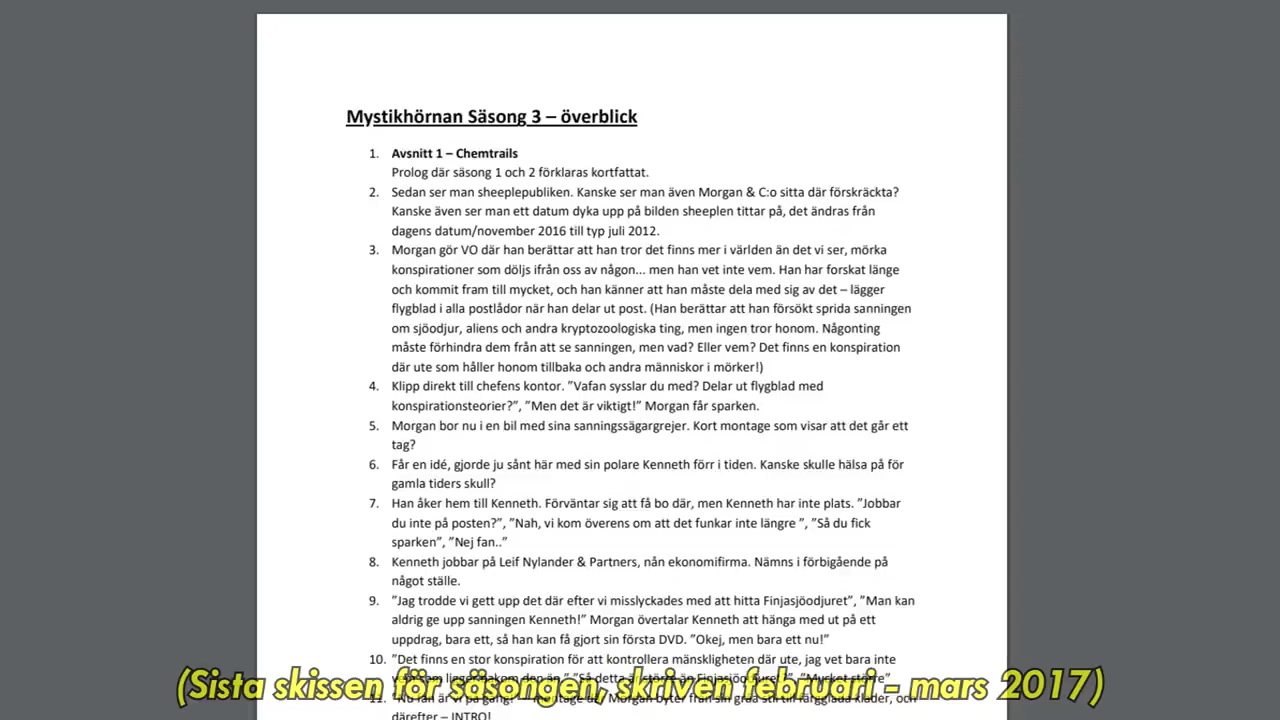 Mystikhörnan Säsong 3 – överblick
1. Avsnitt 1 – Chemtrails
Prolog där säsong 1 och 2 förklaras kortfattat.
2. Sedan ser man sheeplepubliken. Kanske ser man även Morgan & C:o sitta där förskräckta?
Kanske även ser man ett datum dyka upp på bilden sheeplen tittar på, det ändras från
dagens datum/november 2016 till typ juli 2012.
3. Morgan gör VO där han berättar att han tror det finns mer i världen än det vi ser, mörka
konspirationer som döljs ifrån oss av någon... men han vet inte vem. Han har forskat länge
och kommit fram till mycket, och han känner att han måste dela med sig av det – lägger
flygblad i alla postlådor när han delar ut post. (Han berättar att han försökt sprida sanningen
om sjöodjur, aliens och andra kryptozoologiska ting, men ingen tror honom. Någonting
måste förhindra dem från att se sanningen, men vad? Eller vem? Det finns en konspiration
där ute som håller honom tillbaka och andra människor i mörker!)
4. Klipp direkt till chefens kontor. ”Vafan sysslar du med? Delar ut flygblad med
konspirationsteorier?”, ”Men det är viktigt!” Morgan får sparken.
5. Morgan bor nu i en bil med sina sanningssägargrejer. Kort montage som visar att det går ett
tag?
6. Får en idé, gjorde ju sånt här med sin polare Kenneth förr i tiden. Kanske skulle hälsa på för
gamla tiders skull?
7. Han åker hem till Kenneth. Förväntar sig att få bo där, men Kenneth har inte plats. ”Jobbar
du inte på posten?”, ”Nah, vi kom överens om att det funkar inte längre ”, ”Så du fick
sparken”, ”Nej fan..”
8. Kenneth jobbar på Leif Nylander & Partners, nån ekonomifirma. Nämns i förbigående på
något ställe.
9. ”Jag trodde vi gett upp det där efter vi misslyckades med att hitta Finjasjöodjuret”, ”Man kan
aldrig ge upp sanningen Kenneth!” Morgan övertalar Kenneth att hänga med ut på ett
uppdrag, bara ett, så han kan få gjort sin första DVD. ”Okej, men bara ett nu!”
10. ”Det finns en stor konspiration för att kontrollera mänskligheten där ute, jag vet bara inte
(Sista skissen för säsongen, skriven februari - mars 2017)
därefter – INTRO!